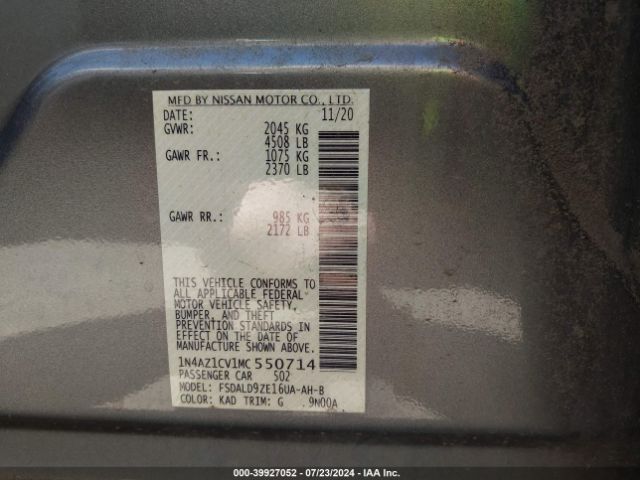 MFD BY NISSAN MOTOR CO., LTD.
DATE: 11/20
GVWR: 2045 KG
4508 LB
GAWR FR.: 1075 KG
2370 LB
GAWR RR.: 985 KG
2172 LB
THIS VEHICLE CONFORMS TO
ALL APPLICABLE FEDERAL
MOTOR VEHICLE SAFETY,
BUMPER, AND THEFT
PREVENTION STANDARDS IN
EFFECT ON THE DATE OF
MANUFACTURE SHOWN ABOVE.
1N4AZ1CV1MC550714
PASSENGER CAR 502
MODEL: FSDALD9ZE16UA-AH-B
COLOR: KAD TRIM: G 9N00A
000-39927052 / 07/23/2024 / IAA Inc.